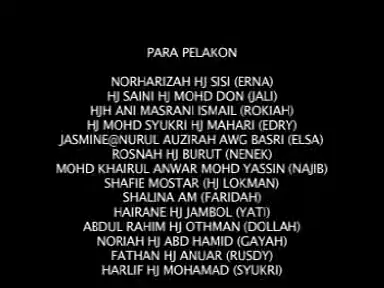 PARA PELAKON
NORHARIZAH HJ SISI (ERNA)
HJ SAINI HJ MOHD DON (JALI)
HJH ANI MASRANI ISMAIL (ROKIAH)
HJ MOHD SYUKRI HJ MAHARI (EDRY)
JASMINE@NURUL AUZIRAH AWG BASRI (ELSA)
ROSNAH HJ BURUT (NENEK)
MOHD KHAIRUL ANWAR MOHD YASSIN (NAJIB)
SHAFIE MOSTAR (HJ LOKMAN)
SHALINA AM (FARIDAH)
HAIRANE HJ JAMBOL (YATI)
ABDUL RAHIM HJ OTHMAN (DOLLAH)
NORIAH HJ ABD HAMID (GAYAH)
FATHAN HJ ANUAR (RUSDY)
HARLIF HJ MOHAMAD (SYUKRI)